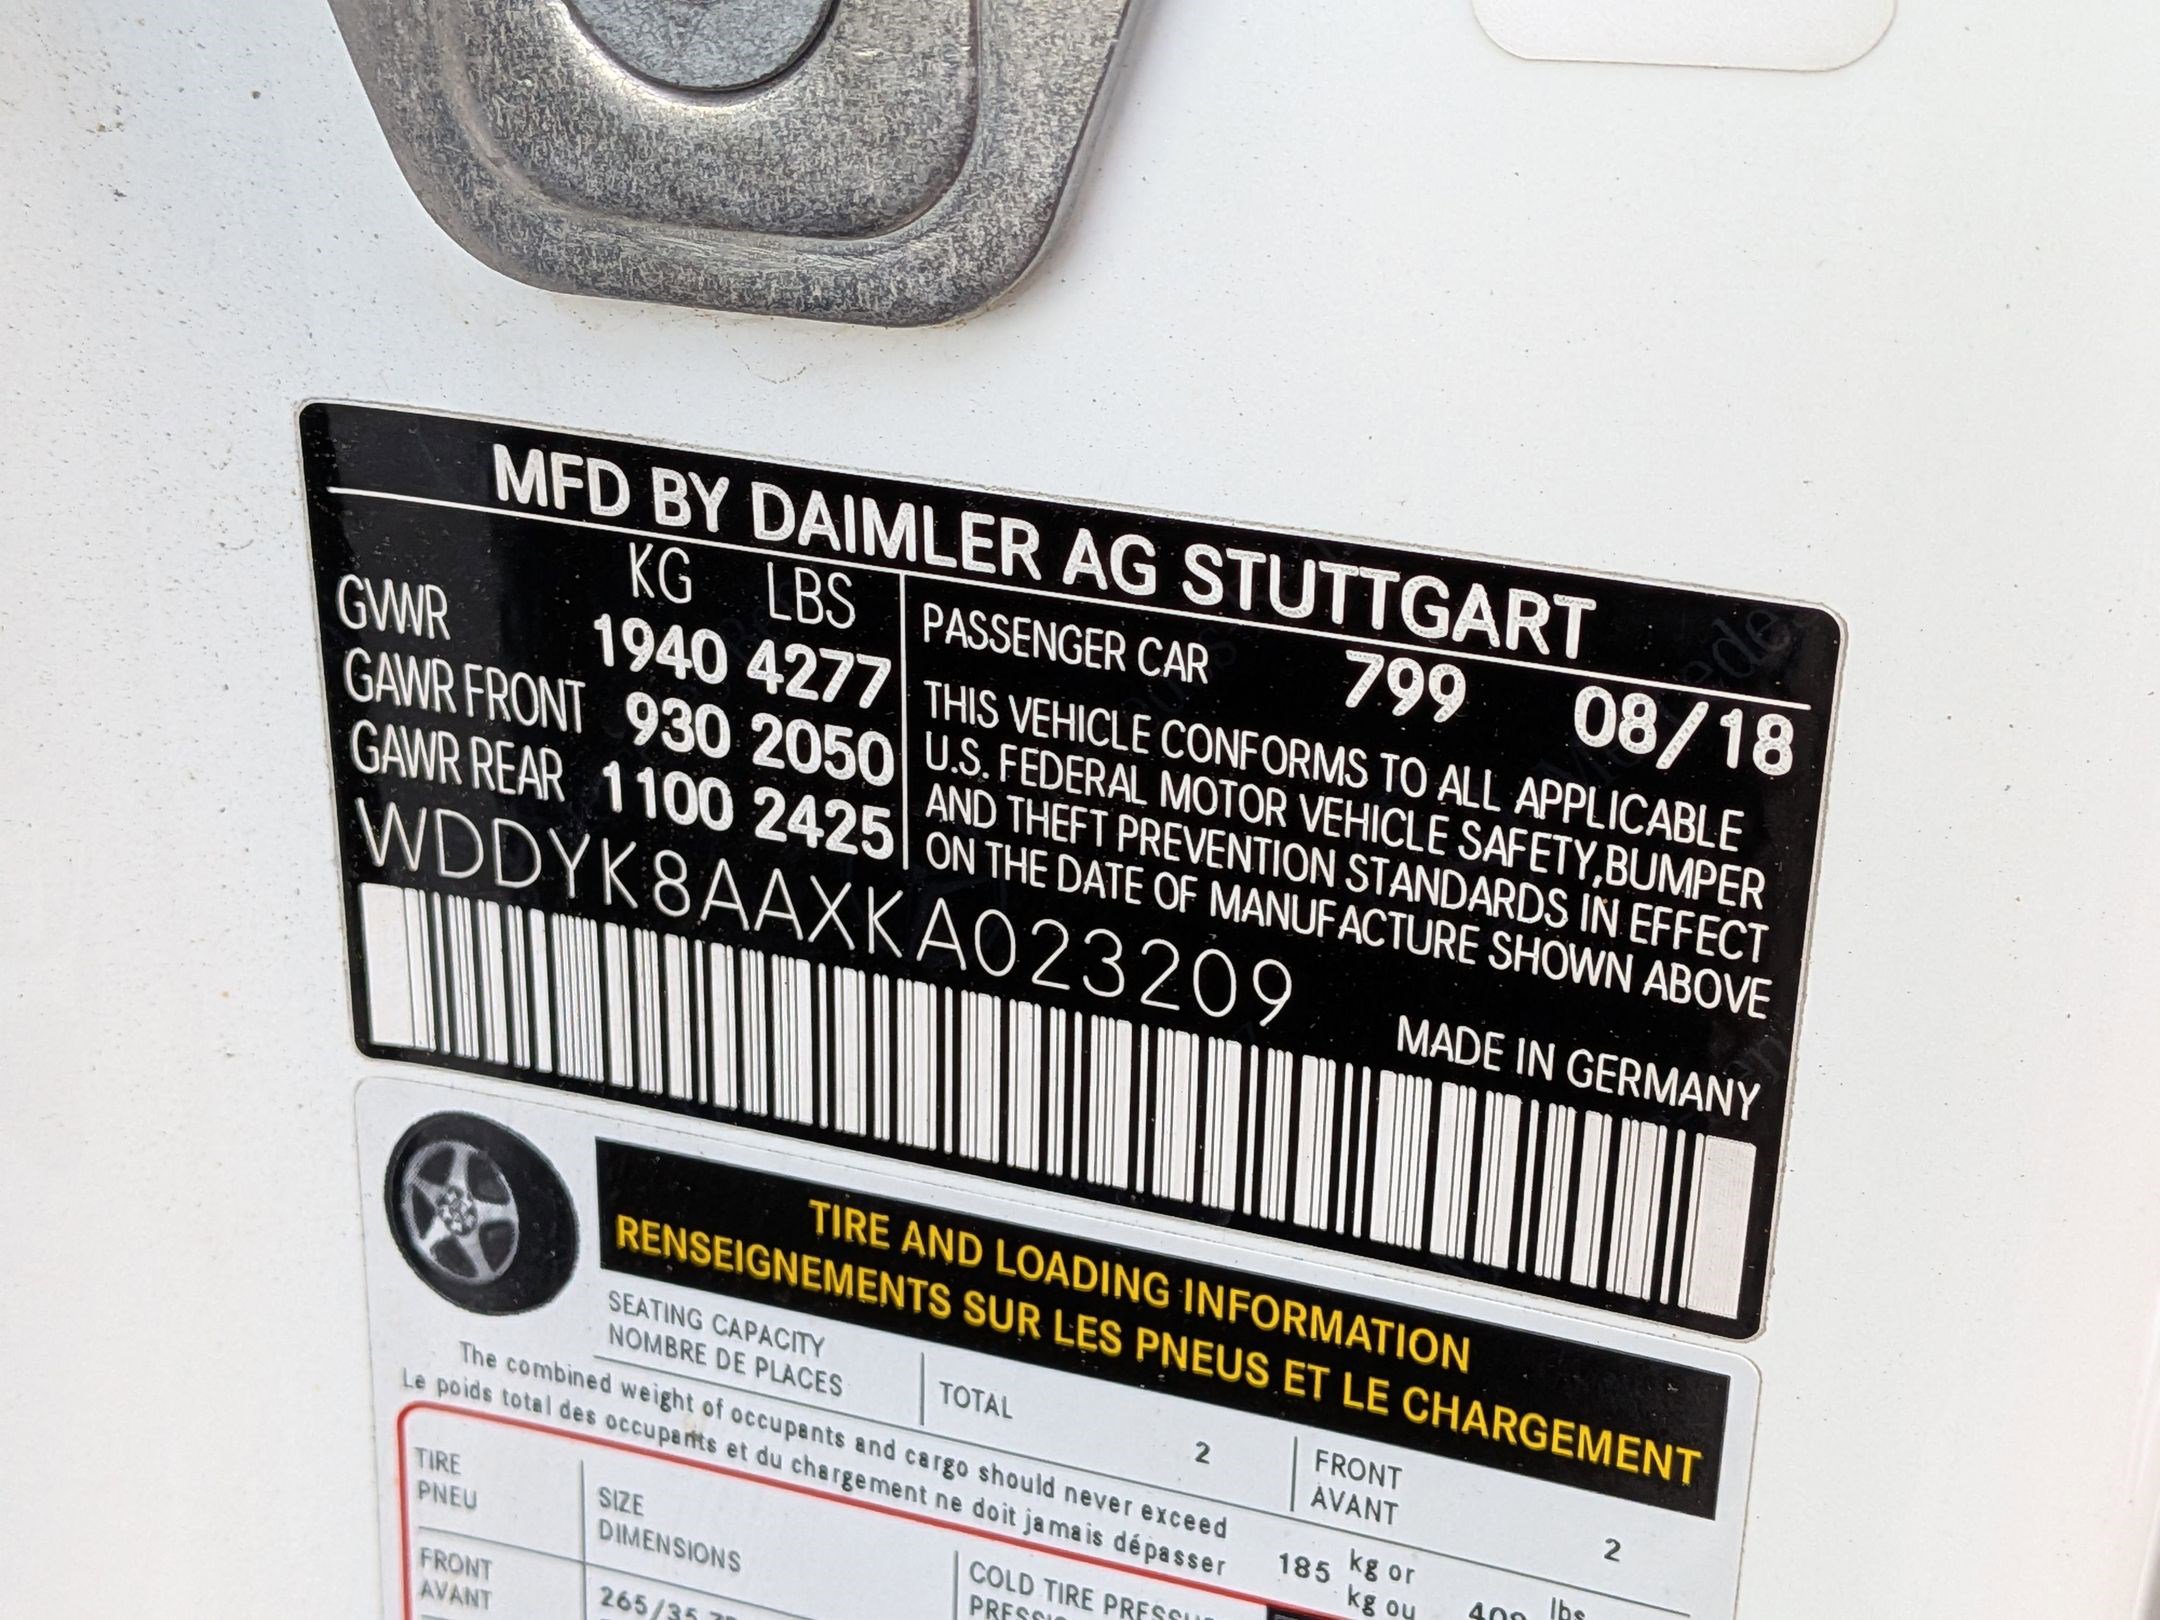 MFD BY DAIMLER AG STUTTGART
KG LBS
GVWR 1940 4277
GAWR FRONT 930 2050
GAWR REAR 1100 2425
PASSENGER CAR 799 08/18
THIS VEHICLE CONFORMS TO ALL APPLICABLE
U.S. FEDERAL MOTOR VEHICLE SAFETY,BUMPER
AND THEFT PREVENTION STANDARDS IN EFFECT
ON THE DATE OF MANUFACTURE SHOWN ABOVE
WDDYK8AAXKA023209
MADE IN GERMANY
TIRE AND LOADING INFORMATION
RENSEIGNEMENTS SUR LES PNEUS ET LE CHARGEMENT
SEATING CAPACITY
NOMBRE DE PLACES
TOTAL 2
FRONT
AVANT 2
The combined weight of occupants and cargo should never exceed
Le poids total des occupants et du chargement ne doit jamais dépasser
185 kg or
kg ou
lbs
TIRE
PNEU
SIZE
DIMENSIONS
COLD TIRE
FRONT
AVANT
265/35